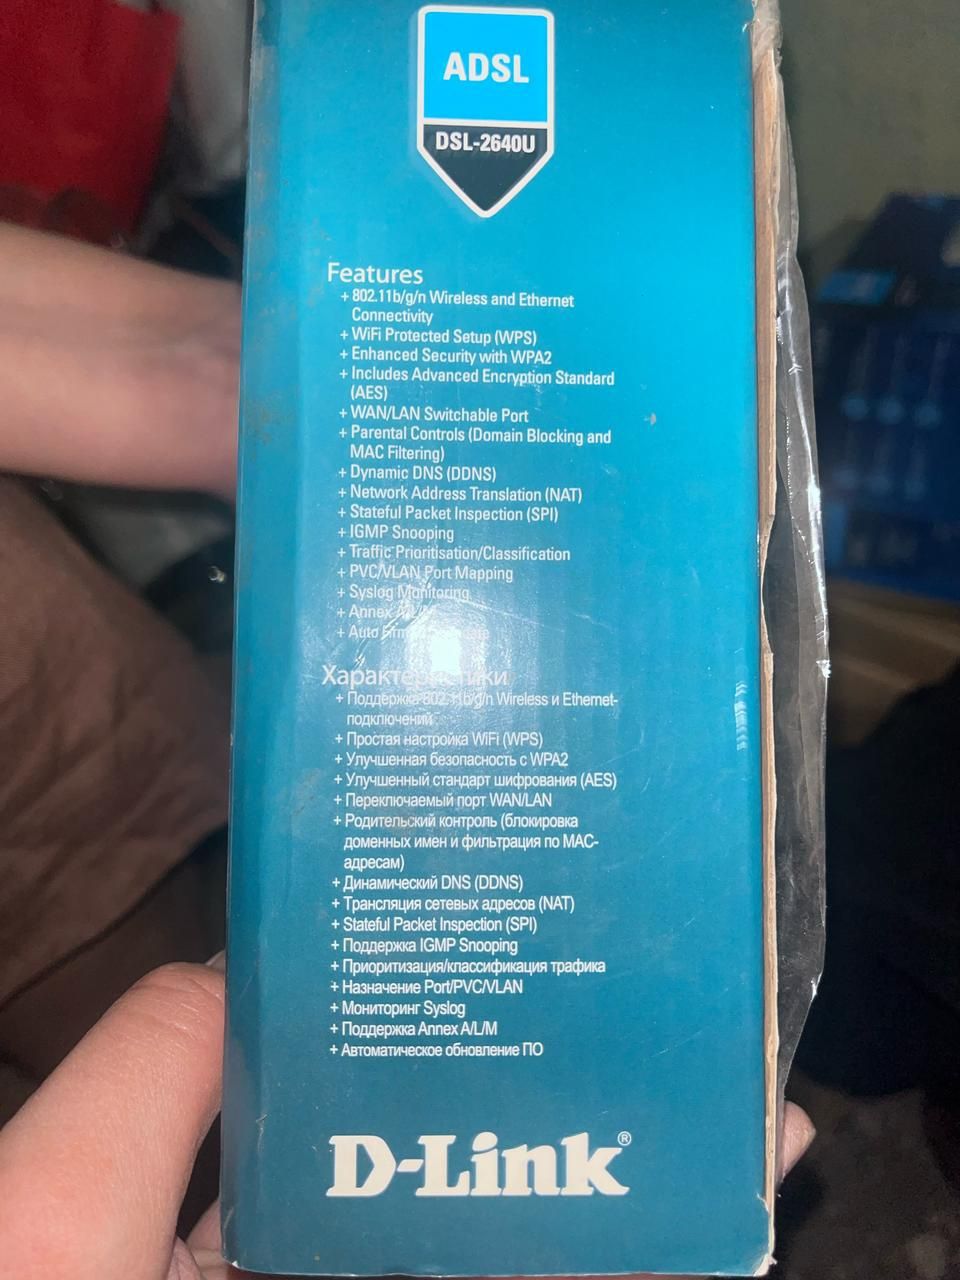 ADSL
DSL-2640U
Features
+ 802.11b/g/n Wireless and Ethernet
Connectivity
+ WiFi Protected Setup (WPS)
+ Enhanced Security with WPA2
+ Includes Advanced Encryption Standard
(AES)
+ WAN/LAN Switchable Port
+ Parental Controls (Domain Blocking and
MAC Filtering)
+ Dynamic DNS (DDNS)
+ Network Address Translation (NAT)
+ Stateful Packet Inspection (SPI)
+ IGMP Snooping
+ Traffic Prioritisation/Classification
+ PVC/VLAN Port Mapping
+ Syslog Monitoring
+ Annex A/L/M
+ Auto
Характеристики
+ Поддержка 802.11b/g/n Wireless и Ethernet-
подключений
+ Простая настройка WiFi (WPS)
+ Улучшенная безопасность с WPA2
+ Улучшенный стандарт шифрования (AES)
+ Переключаемый порт WAN/LAN
+ Родительский контроль (блокировка
доменных имен и фильтрация по MAC-
адресам)
+ Динамический DNS (DDNS)
+ Трансляция сетевых адресов (NAT)
+ Stateful Packet Inspection (SPI)
+ Поддержка IGMP Snooping
+ Приоритизация/классификация трафика
+ Назначение Port/PVC/VLAN
+ Мониторинг Syslog
+ Поддержка Annex A/L/M
+ Автоматическое обновление ПО
D-Link®